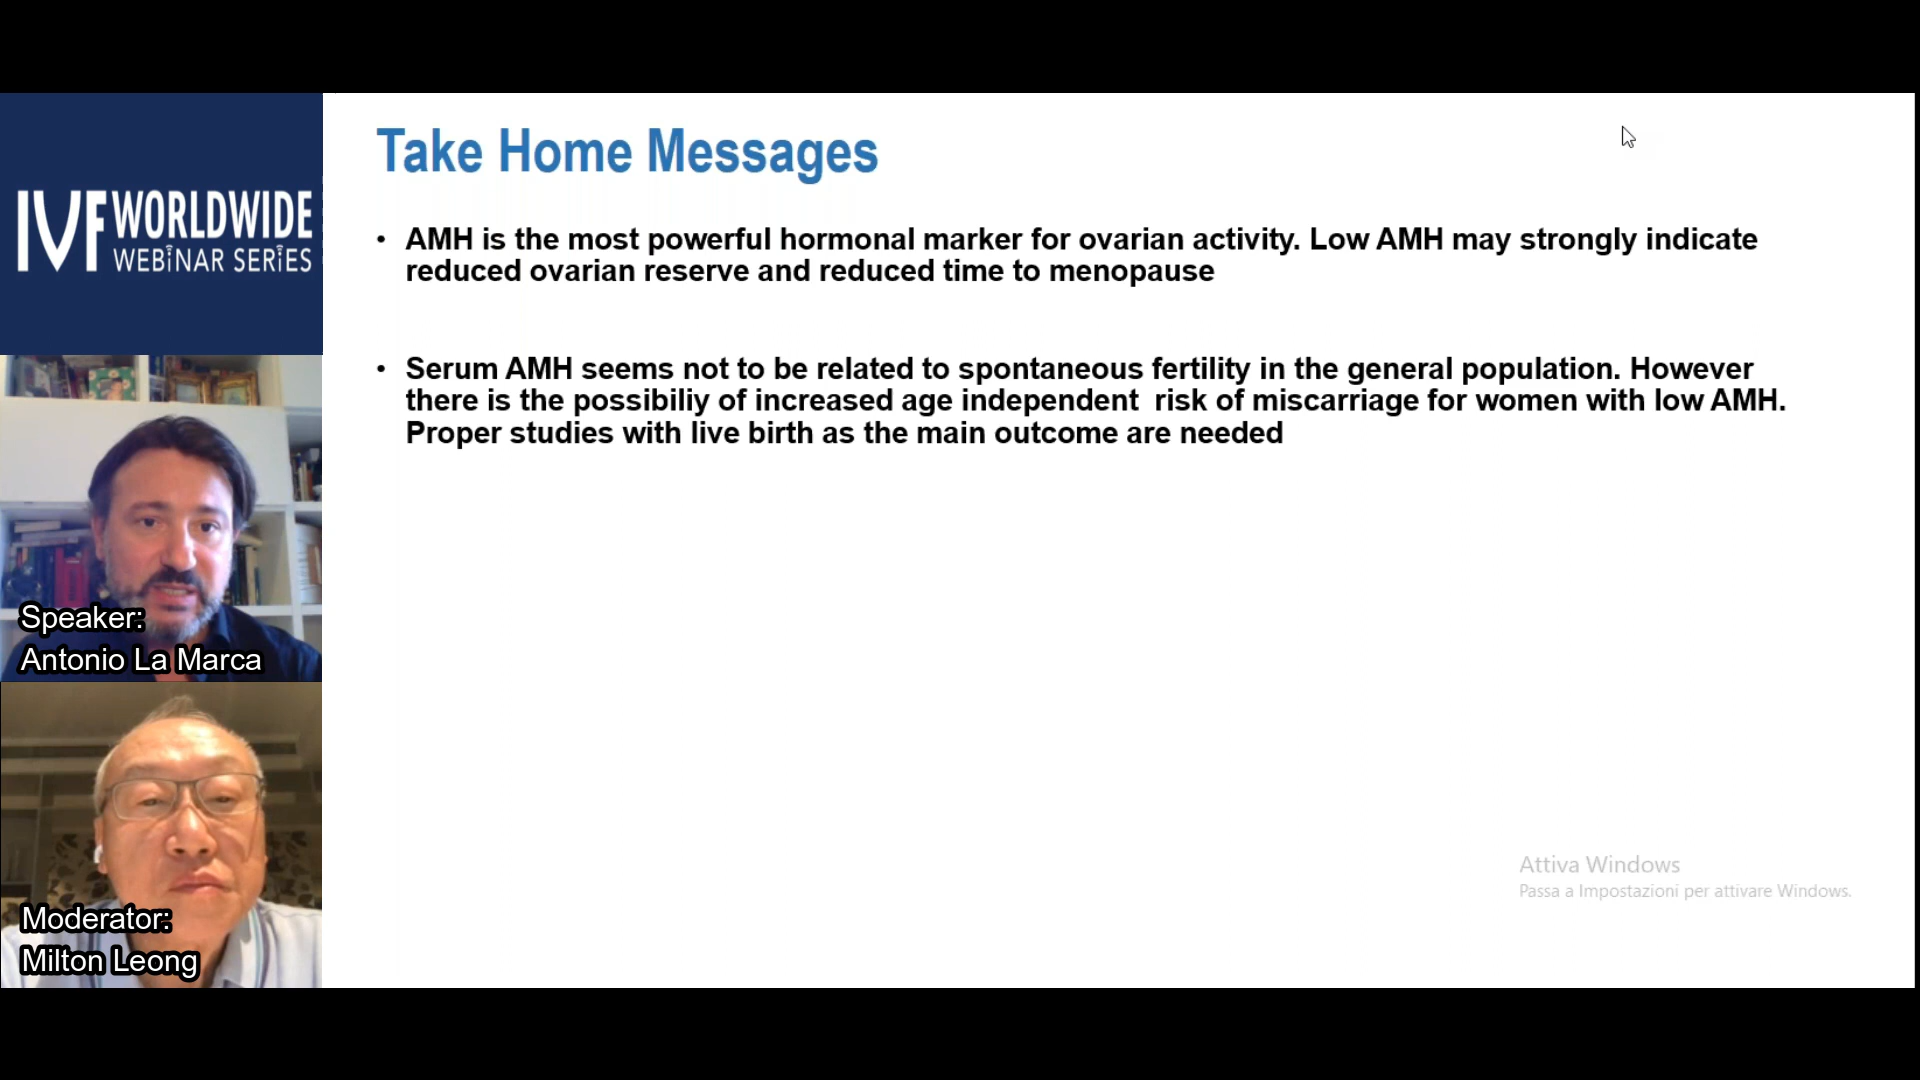 IVF WORLDWIDE
WEBINAR SERIES
Speaker:
Antonio La Marca
Moderator:
Milton Leong
Take Home Messages
• AMH is the most powerful hormonal marker for ovarian activity. Low AMH may strongly indicate
reduced ovarian reserve and reduced time to menopause
• Serum AMH seems not to be related to spontaneous fertility in the general population. However
there is the possibiliy of increased age independent risk of miscarriage for women with low AMH.
Proper studies with live birth as the main outcome are needed
Attiva Windows
Passa a Impostazioni per attivare Windows.